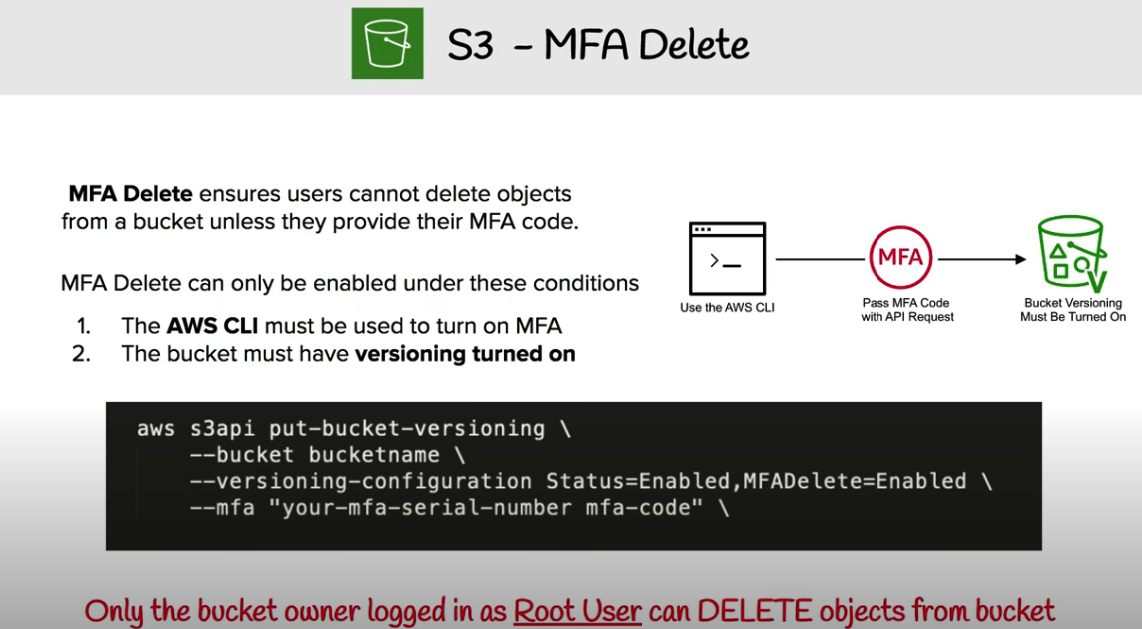 S3 - MFA Delete
MFA Delete ensures users cannot delete objects
from a bucket unless they provide their MFA code.
MFA Delete can only be enabled under these conditions
1. The AWS CLI must be used to turn on MFA
2. The bucket must have versioning turned on
>_
Use the AWS CLI
MFA
Pass MFA Code
with API Request
V
Bucket Versioning
Must Be Turned On
aws s3api put-bucket-versioning \
--bucket bucketname \
--versioning-configuration Status=Enabled,MFADelete=Enabled \
--mfa "your-mfa-serial-number mfa-code" \
Only the bucket owner logged in as Root User can DELETE objects from bucket